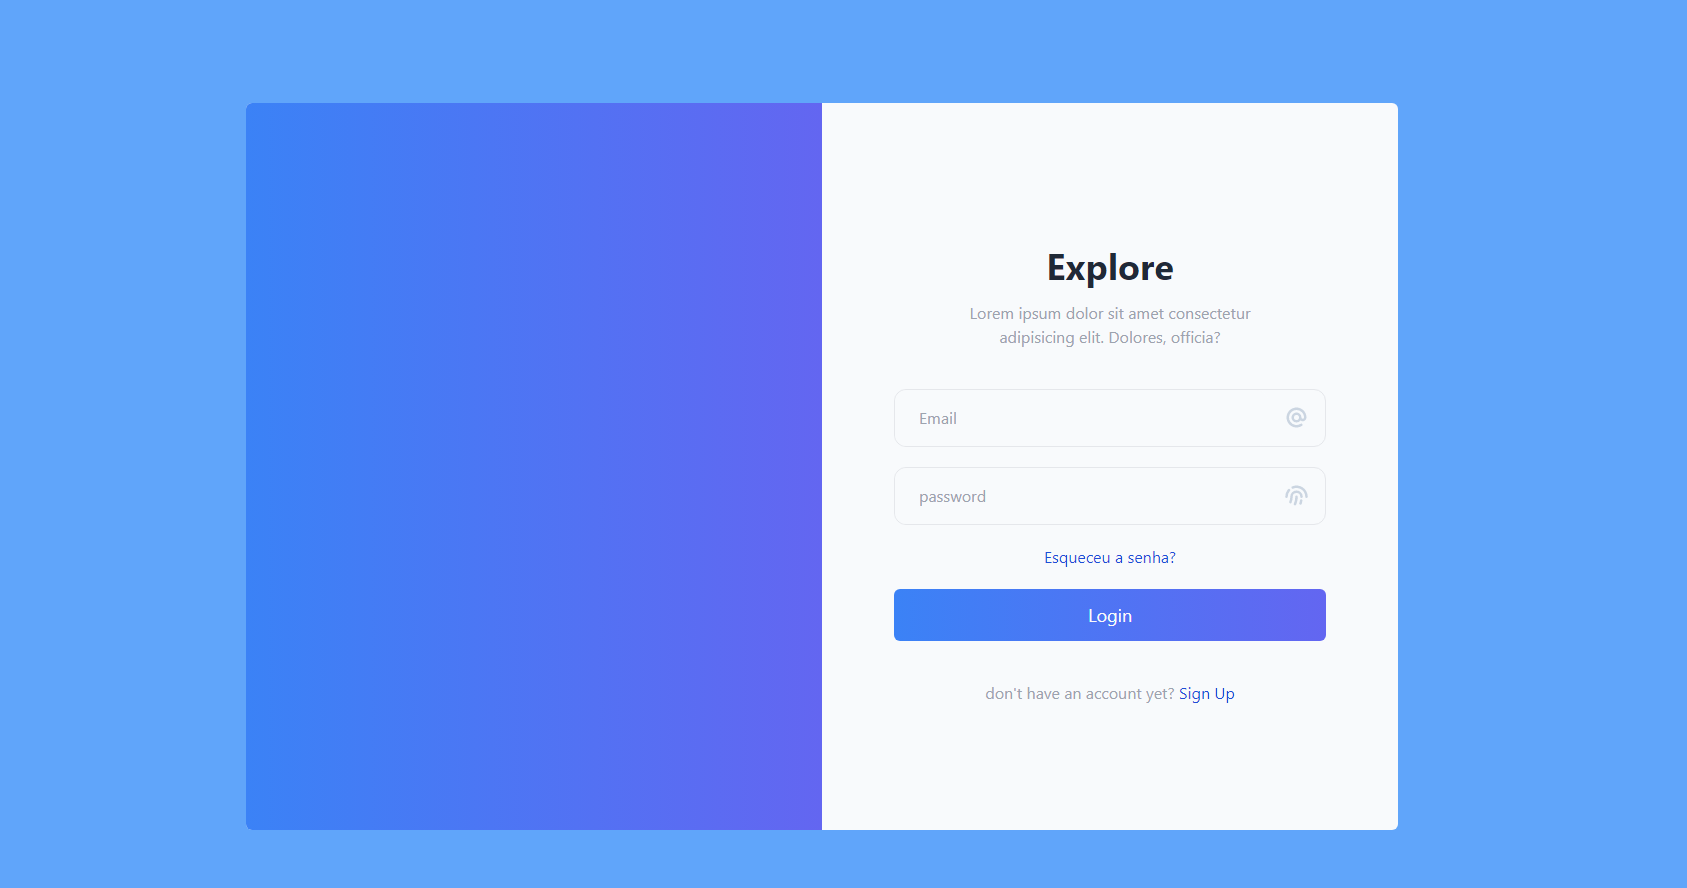 Explore
Lorem ipsum dolor sit amet consectetur
adipisicing elit. Dolores, officia?
Email
password
Esqueceu a senha?
Login
don't have an account yet? Sign Up